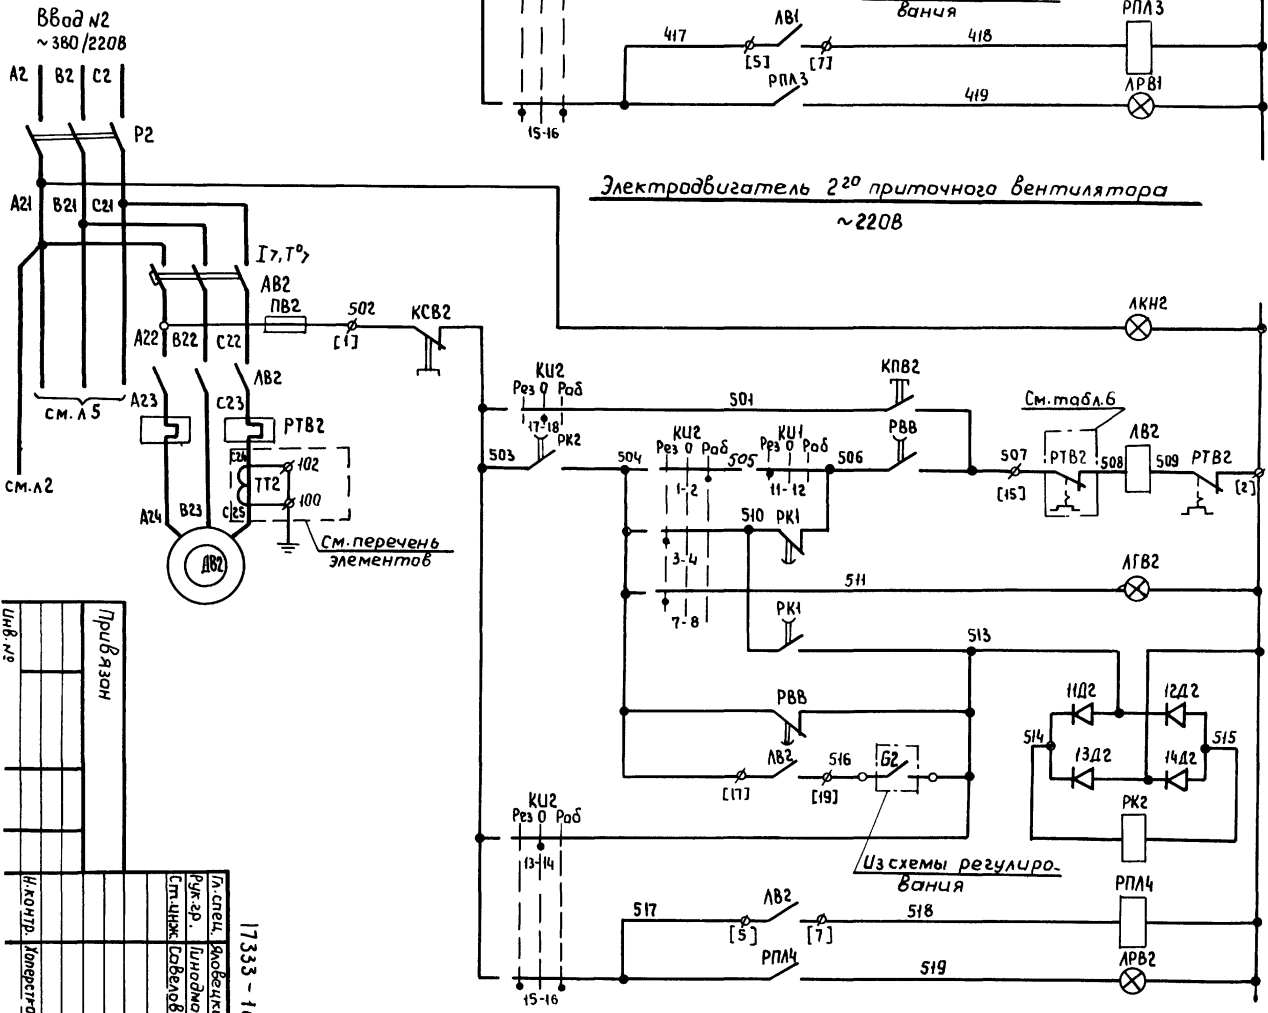 Ввод N2
~380/220В
А2 В2 С2
Р2
А21 В21 С21
I>, T°>
АВ2
ПВ2
502
[1]
КСВ2
А22 В22 С22
ЛВ2
А23 С23
РТВ2
С24
102
ТТ2
100
С25
А24 В23
ДВ2
см. л 5
см. л2
См. перечень
элементов
вания
417
ЛВ1
[5] [7]
418
РПЛ3
РПЛ3
419
ЛРВ1
15-16
Электродвигатель 2го приточного вентилятора
~220В
ЛКН2
КИ2
Рез 0 Раб
17-18
501
КПВ2
503
РК2
504
КИ2
Рез 0 Раб
1-2
505
КИ1
Рез 0 Раб
11-12
506
РВВ
507
[15]
См. табл. 6
РТВ2
508
ЛВ2
509
РТВ2
[2]
510
РК1
3-4
511
ЛГВ2
7-8
РК1
513
РВВ
ЛВ2
[17]
516
[19]
Б2
11Д2 12Д2
514 515
13Д2 14Д2
РК2
КИ2
Рез 0 Раб
13-14
Из схемы регулиро-
вания
517
ЛВ2
[5] [7]
518
РПЛ4
РПЛ4
519
ЛРВ2
15-16
Привязан
Инв. №
Гл. спец.
Рук. гр.
Ст. инж. Савелов
Н. контр.